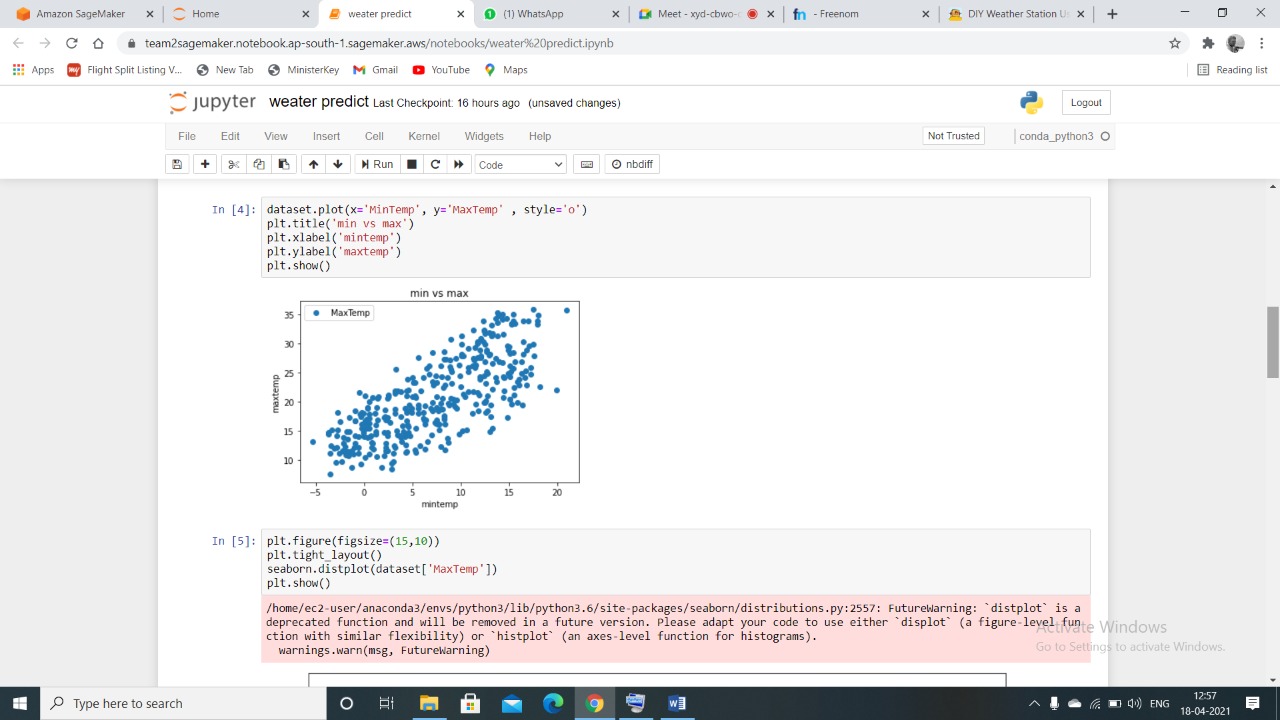 Amazon SageMaker
Home
weater predict
(1) WhatsApp
Meet - xyd-cbwo-
- Freenom
DIY Weather Station Us
team2sagemaker.notebook.ap-south-1.sagemaker.aws/notebooks/weater%20predict.ipynb
Apps
Flight Split Listing V...
New Tab
MinisterKey
Gmail
YouTube
Maps
Reading list
jupyter weater predict Last Checkpoint: 16 hours ago (unsaved changes)
Logout
File Edit View Insert Cell Kernel Widgets Help
Not Trusted
conda_python3
Run
Code
nbdiff
In [4]: dataset.plot(x='MinTemp', y='MaxTemp' , style='o')
plt.title('min vs max')
plt.xlabel('mintemp')
plt.ylabel('maxtemp')
plt.show()
min vs max
MaxTemp
35
30
25
20
15
10
maxtemp
−5 0 5 10 15 20
mintemp
In [5]: plt.figure(figsize=(15,10))
plt.tight_layout()
seaborn.distplot(dataset['MaxTemp'])
plt.show()
/home/ec2-user/anaconda3/envs/python3/lib/python3.6/site-packages/seaborn/distributions.py:2557: FutureWarning: `distplot` is a
deprecated function and will be removed in a future version. Please adapt your code to use either `displot` (a figure-level fun
ction with similar flexibility) or `histplot` (an axes-level function for histograms).
warnings.warn(msg, FutureWarning)
Activate Windows
Go to Settings to activate Windows.
Type here to search
ENG
12:57
18-04-2021